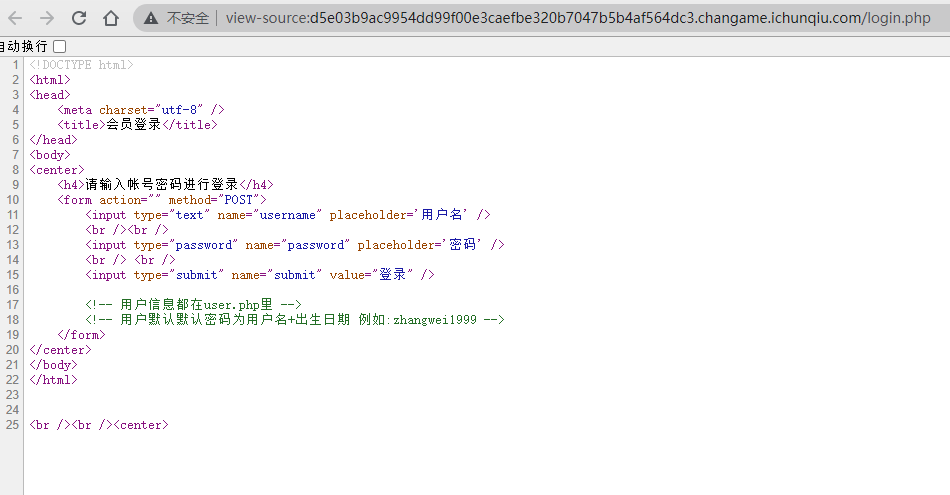 不安全 | view-source:d5e03b9ac9954dd99f00e3caefbe320b7047b5b4af564dc3.changame.ichunqiu.com/login.php
自动换行
1 <!DOCTYPE html>
2 <html>
3 <head>
4 <meta charset="utf-8" />
5 <title>会员登录</title>
6 </head>
7 <body>
8 <center>
9 <h4>请输入帐号密码进行登录</h4>
10 <form action="" method="POST">
11 <input type="text" name="username" placeholder='用户名' />
12 <br /><br />
13 <input type="password" name="password" placeholder='密码' />
14 <br /> <br />
15 <input type="submit" name="submit" value="登录" />
16
17 <!-- 用户信息都在user.php里 -->
18 <!-- 用户默认默认密码为用户名+出生日期 例如:zhangwei1999 -->
19 </form>
20 </center>
21 </body>
22 </html>
23
24
25 <br /><br /><center>